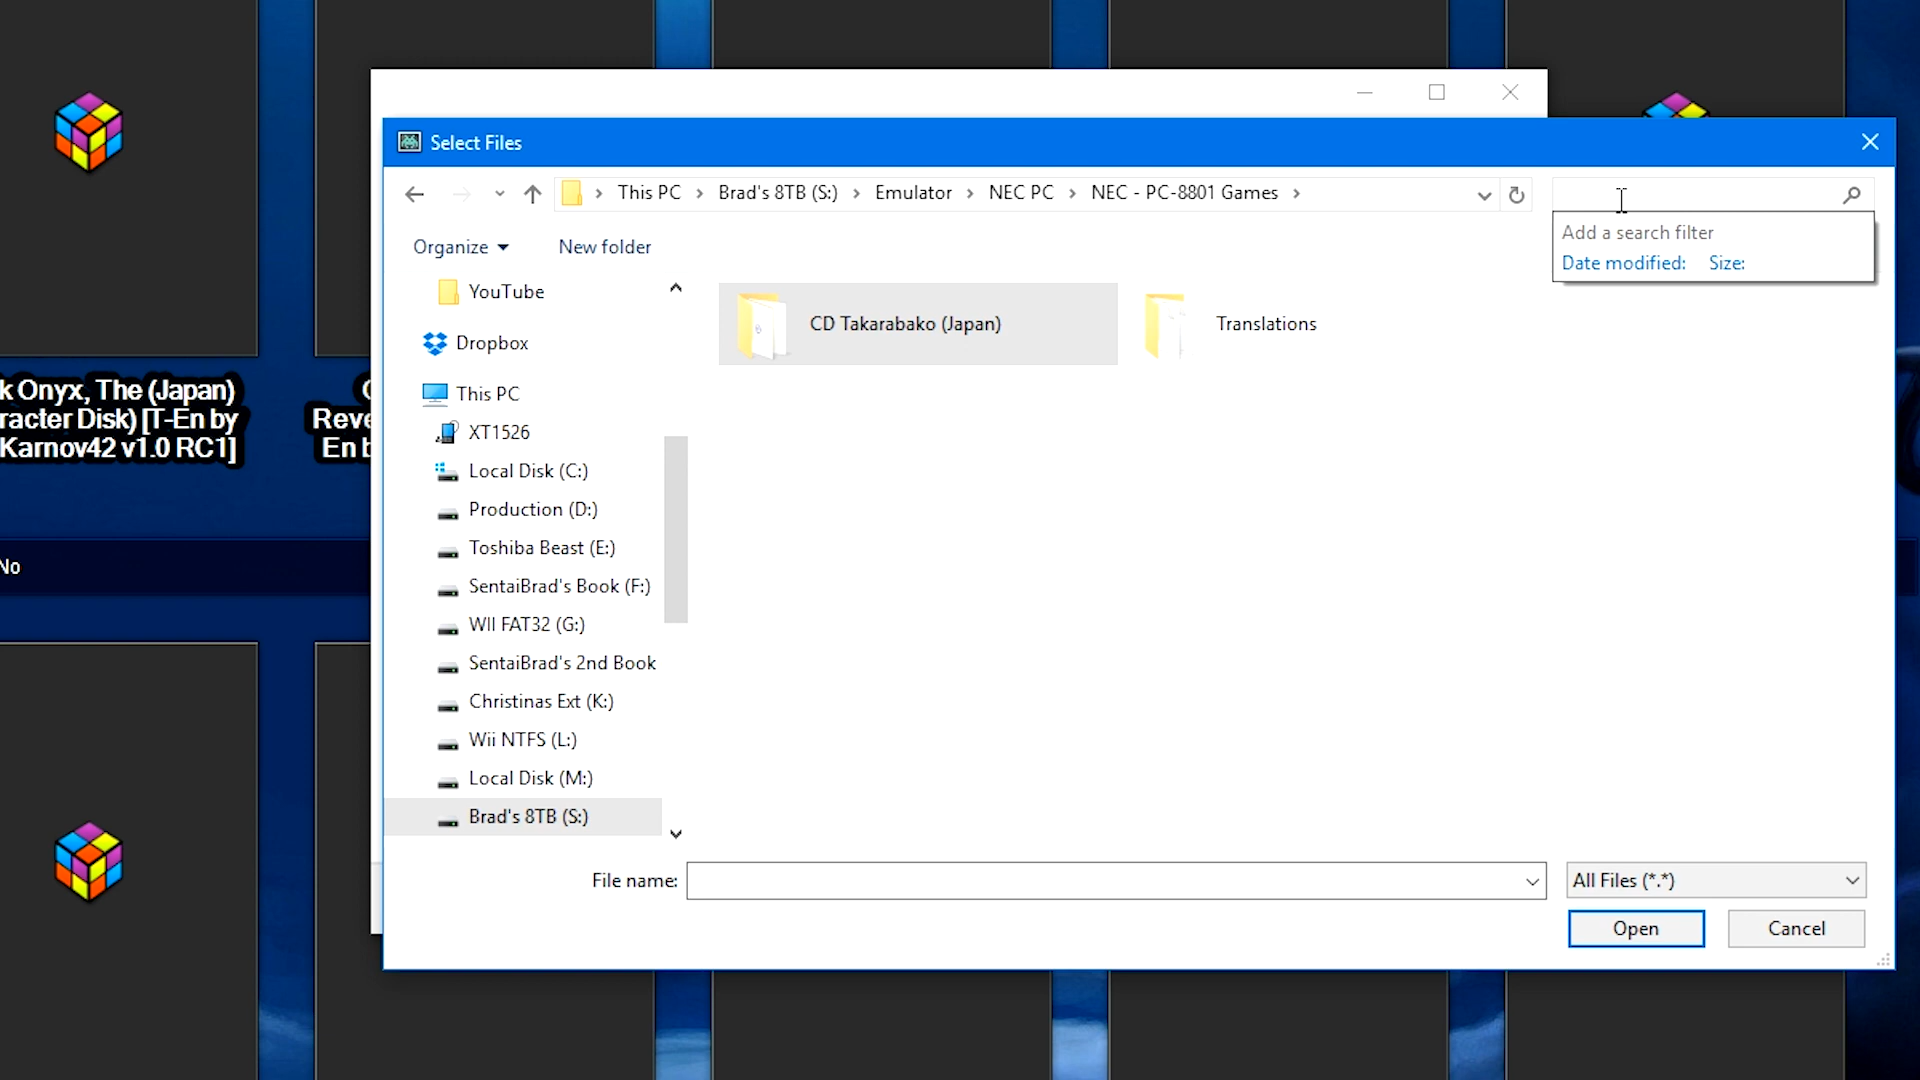 Select Files
This PC > Brad's 8TB (S:) > Emulator > NEC PC > NEC - PC-8801 Games >
Add a search filter
Date modified: Size:
Organize New folder
YouTube
Dropbox
This PC
XT1526
Local Disk (C:)
Production (D:)
Toshiba Beast (E:)
SentaiBrad's Book (F:)
WII FAT32 (G:)
SentaiBrad's 2nd Book
Christinas Ext (K:)
Wii NTFS (L:)
Local Disk (M:)
Brad's 8TB (S:)
CD Takarabako (Japan)
Translations
File name:
All Files (*.*)
Open Cancel
k Onyx, The (Japan)
racter Disk) [T-En by
Karnov42 v1.0 RC1]
Reve
En b
No